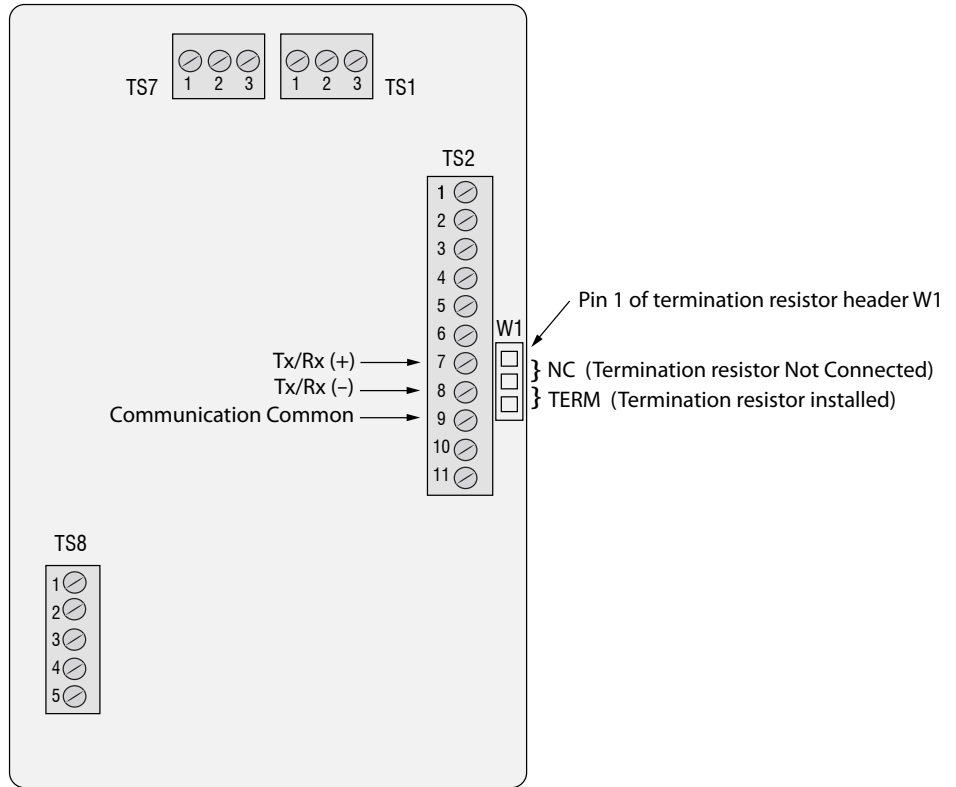 TS7
1 2 3
1 2 3
TS1
TS2
1
2
3
4
5
6
7
8
9
10
11
W1
Pin 1 of termination resistor header W1
} NC (Termination resistor Not Connected)
} TERM (Termination resistor installed)
Tx/Rx (+)
Tx/Rx (–)
Communication Common
TS8
1
2
3
4
5